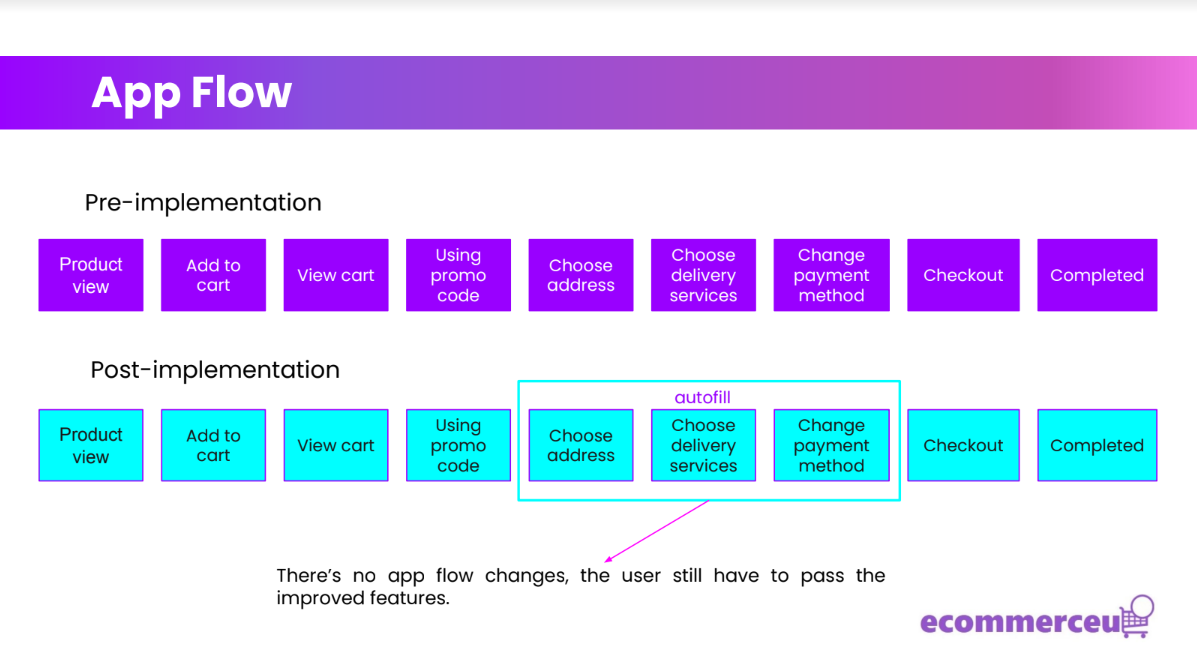 App Flow
Pre-implementation
Product
view
Add to
cart
View cart
Using
promo
code
Choose
address
Choose
delivery
services
Change
payment
method
Checkout
Completed
Post-implementation
autofill
Product
view
Add to
cart
View cart
Using
promo
code
Choose
address
Choose
delivery
services
Change
payment
method
Checkout
Completed
There's no app flow changes, the user still have to pass the
improved features.
ecommerceu